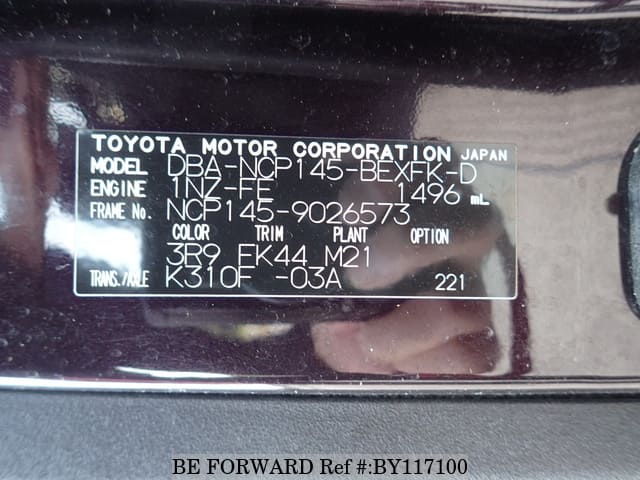 TOYOTA MOTOR CORPORATION JAPAN
MODEL DBA-NCP145-BEXFK-D
ENGINE 1NZ-FE 1496 mL
FRAME No. NCP145-9026573
COLOR TRIM PLANT OPTION
3R9 FK44 M21
TRANS./AXLE K310F -03A 221
BE FORWARD Ref #:BY117100